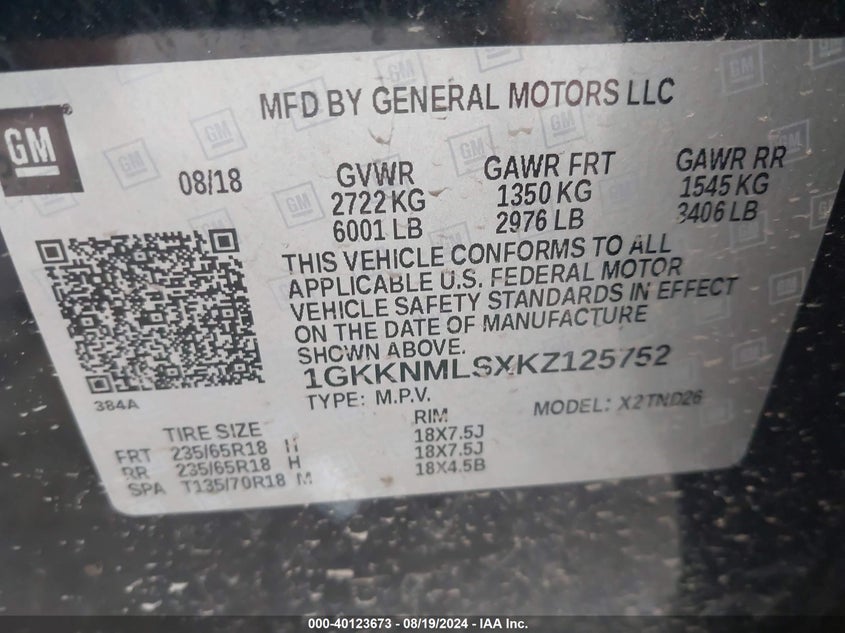 MFD BY GENERAL MOTORS LLC
GM
08/18
GVWR GAWR FRT GAWR RR
2722 KG 1350 KG 1545 KG
6001 LB 2976 LB 3406 LB
THIS VEHICLE CONFORMS TO ALL
APPLICABLE U.S. FEDERAL MOTOR
VEHICLE SAFETY STANDARDS IN EFFECT
ON THE DATE OF MANUFACTURE
SHOWN ABOVE.
1GKKNMLSXKZ125752
384A
TYPE: M.P.V. MODEL: X2TND26
TIRE SIZE RIM
FRT 235/65R18 H 18X7.5J
RR 235/65R18 H 18X7.5J
SPA T135/70R18 M 18X4.5B
000-40123673 - 08/19/2024 - IAA Inc.